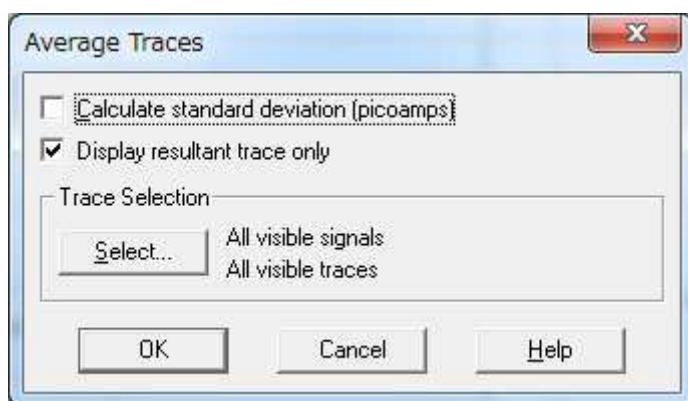 Average Traces
Calculate standard deviation (picoamps)
Display resultant trace only
Trace Selection
Select...
All visible signals
All visible traces
OK
Cancel
Help